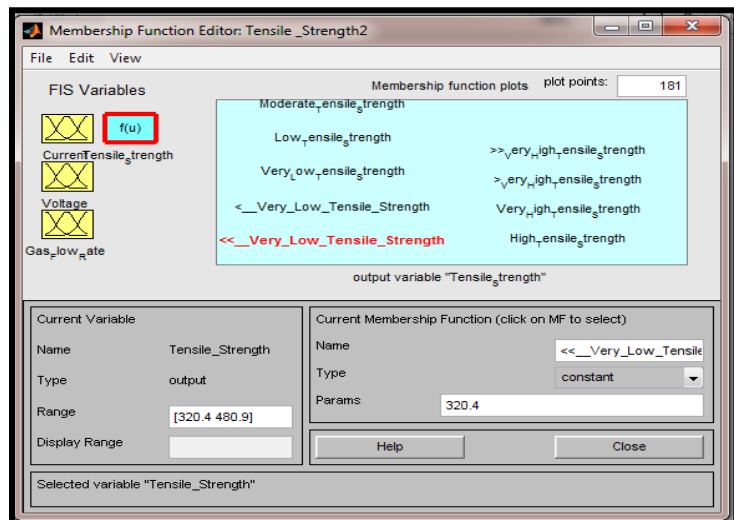 Membership Function Editor: Tensile _Strength2
File Edit View
FIS Variables
Membership function plots plot points: 181
f(u)
CurrenTensile_strength
Voltage
Gas_Flow_Rate
Moderate_Tensile_Strength
Low_Tensile_Strength
Very_Low_Tensile_Strength
<__Very_Low_Tensile_Strength
<<__Very_Low_Tensile_Strength
>>_Very_High_Tensile_Strength
>_Very_High_Tensile_Strength
Very_High_Tensile_Strength
High_Tensile_Strength
output variable "Tensile_Strength"
Current Variable
Name Tensile_Strength
Type output
Range [320.4 480.9]
Display Range
Current Membership Function (click on MF to select)
Name <<__Very_Low_Tensile
Type constant
Params 320.4
Help Close
Selected variable "Tensile_Strength"